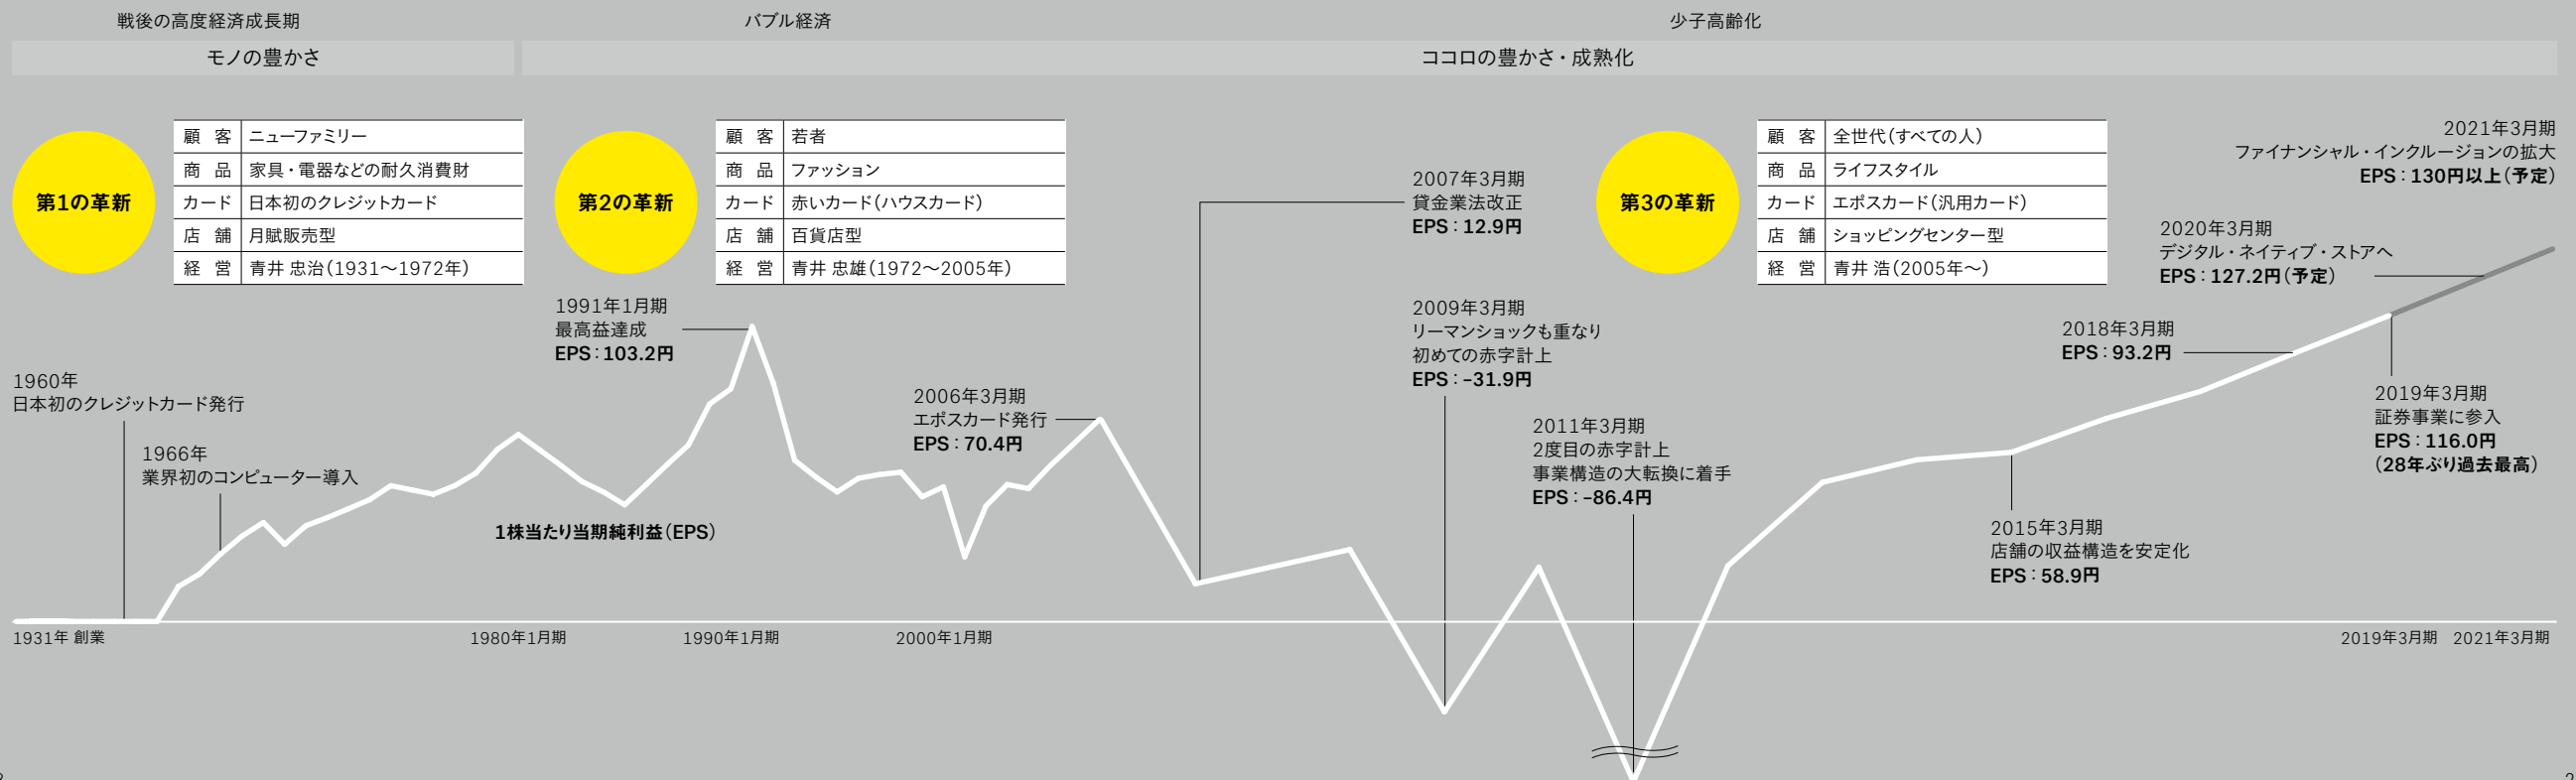 戦後の高度経済成長期
バブル経済
少子高齢化
モノの豊かさ
ココロの豊かさ・成熟化
第1の革新
顧客 ニューファミリー
商品 家具・電器などの耐久消費財
カード 日本初のクレジットカード
店舗 月賦販売型
経営 青井 忠治（1931〜1972年）
第2の革新
顧客 若者
商品 ファッション
カード 赤いカード（ハウスカード）
店舗 百貨店型
経営 青井 忠雄（1972〜2005年）
第3の革新
顧客 全世代（すべての人）
商品 ライフスタイル
カード エポスカード（汎用カード）
店舗 ショッピングセンター型
経営 青井 浩（2005年〜）
1960年
日本初のクレジットカード発行
1966年
業界初のコンピューター導入
1991年1月期
最高益達成
EPS：103.2円
1株当たり当期純利益（EPS）
2006年3月期
エポスカード発行
EPS：70.4円
2007年3月期
貸金業法改正
EPS：12.9円
2009年3月期
リーマンショックも重なり
初めての赤字計上
EPS：-31.9円
2011年3月期
2度目の赤字計上
事業構造の大転換に着手
EPS：-86.4円
2015年3月期
店舗の収益構造を安定化
EPS：58.9円
2018年3月期
EPS：93.2円
2019年3月期
証券事業に参入
EPS：116.0円
（28年ぶり過去最高）
2020年3月期
デジタル・ネイティブ・ストアへ
EPS：127.2円（予定）
2021年3月期
ファイナンシャル・インクルージョンの拡大
EPS：130円以上（予定）
1931年 創業
1980年1月期
1990年1月期
2000年1月期
2019年3月期
2021年3月期